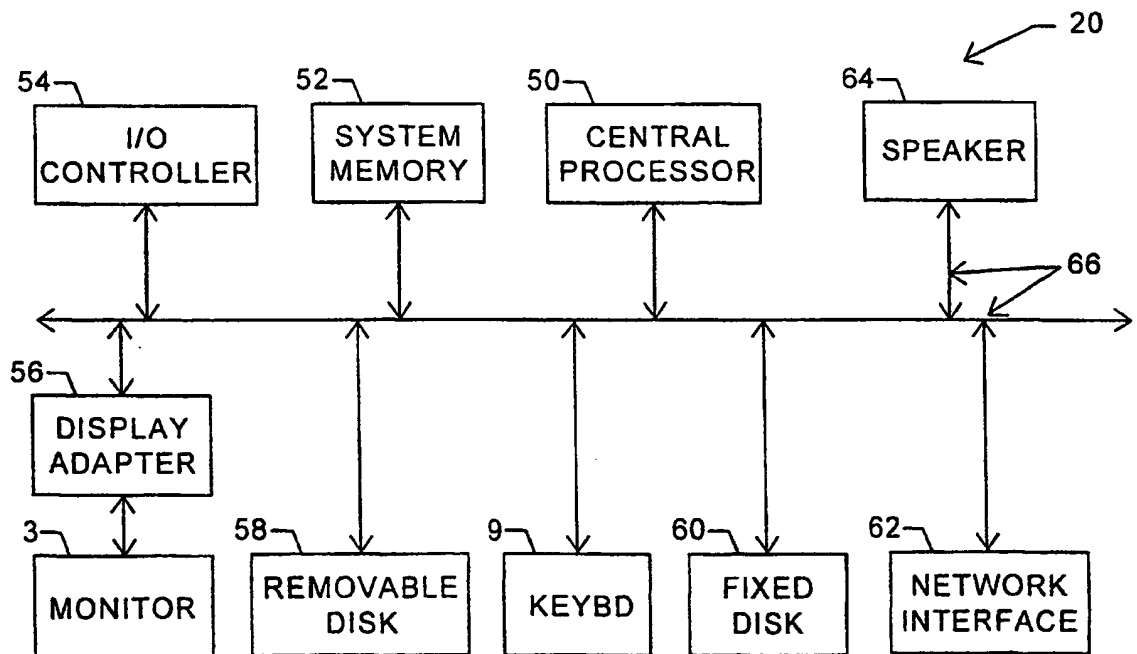 20
54
52
50
64
I/O
CONTROLLER
SYSTEM
MEMORY
CENTRAL
PROCESSOR
SPEAKER
66
56
DISPLAY
ADAPTER
3
58
9
60
62
MONITOR
REMOVABLE
DISK
KEYBD
FIXED
DISK
NETWORK
INTERFACE